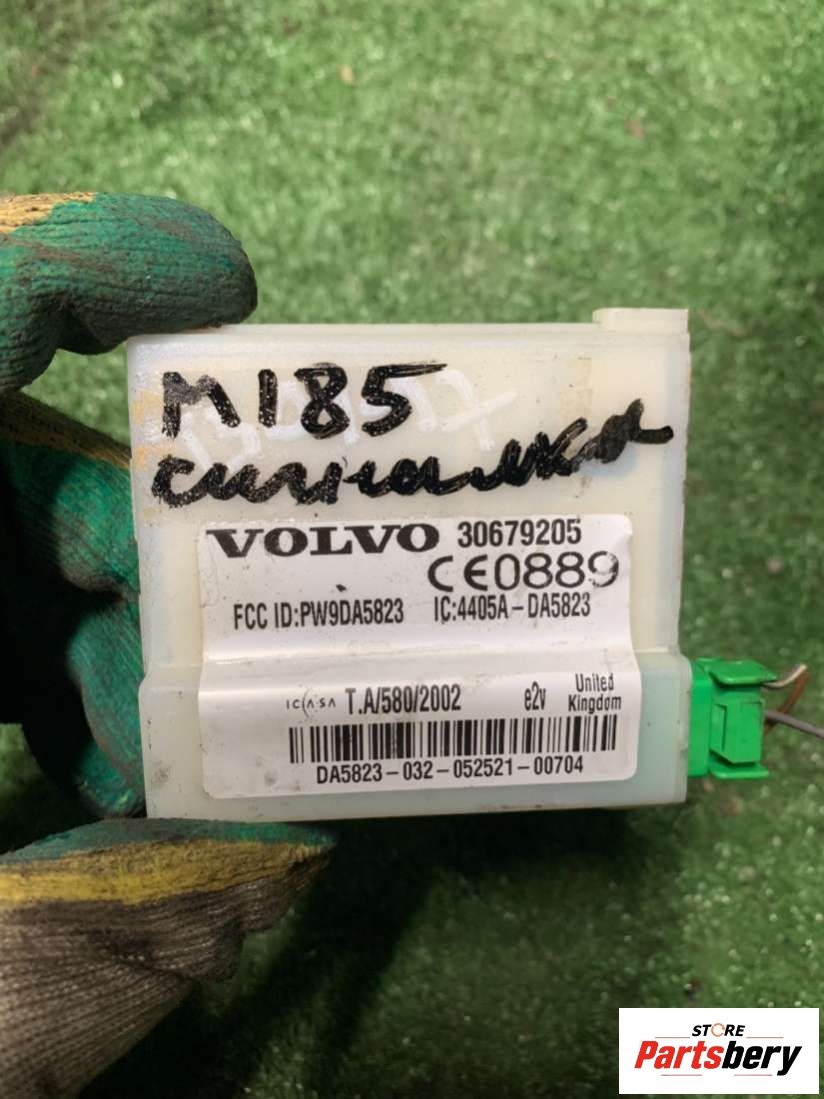 M185
сигналка
VOLVO 30679205
CE0889
FCC ID:PW9DA5823 IC:4405A-DA5823
ICASA T.A/580/2002 e2v United Kingdom
DA5823-032-052521-00704
STORE
Partsbery